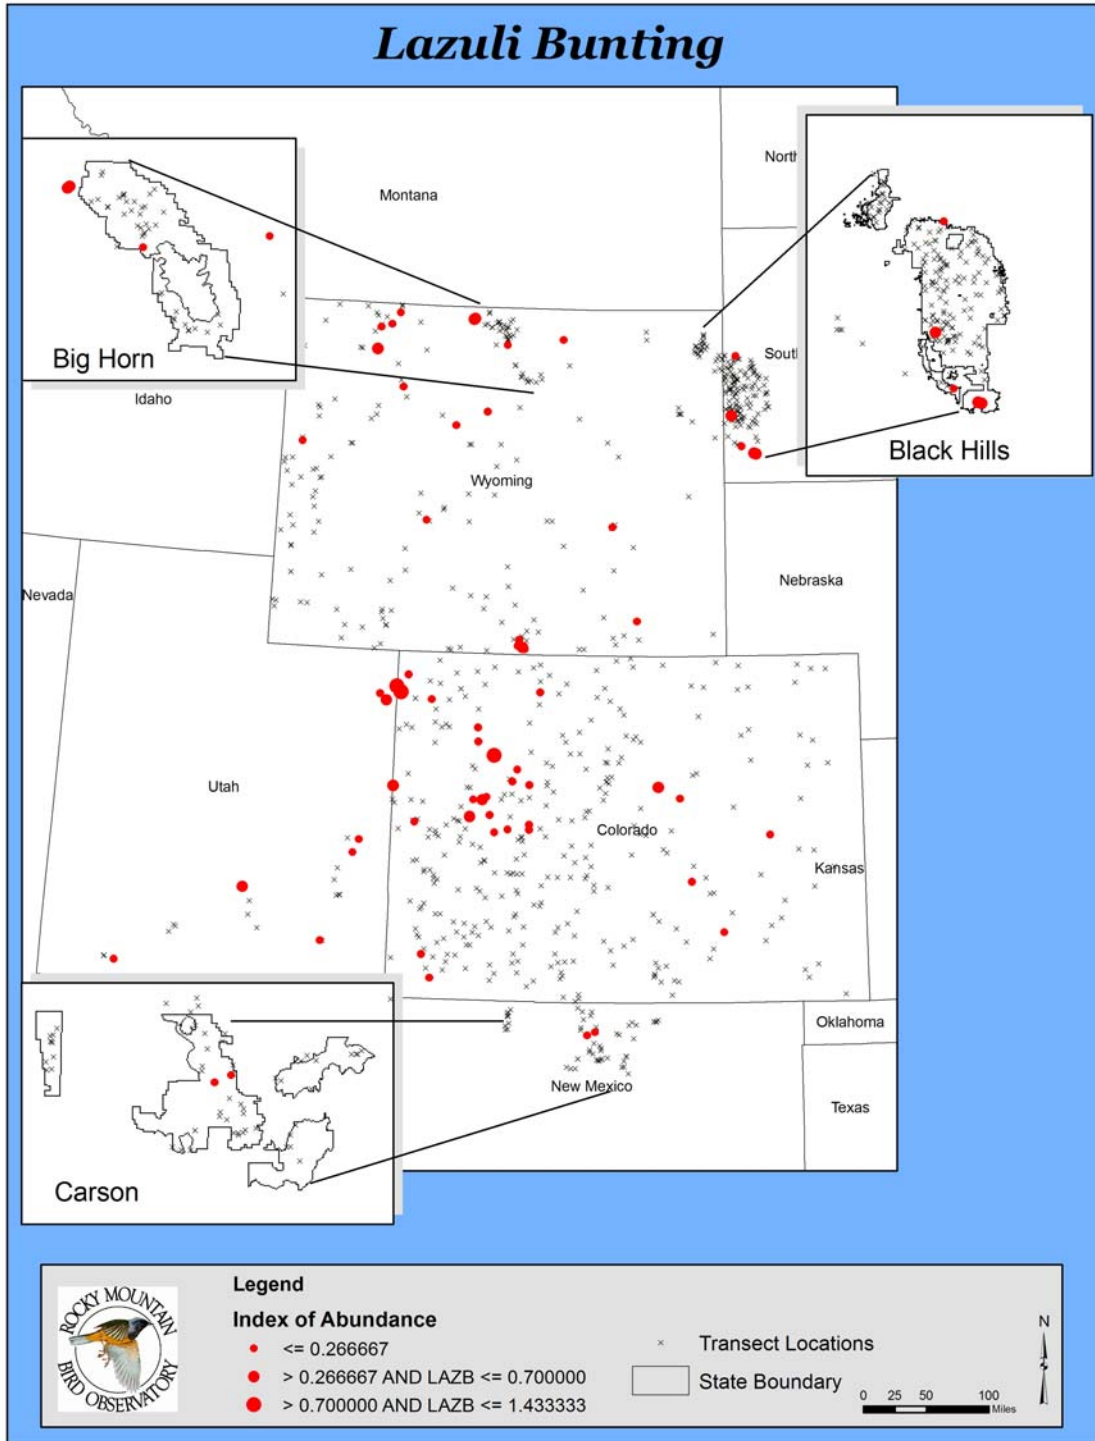 Lazuli Bunting
North
Montana
Big Horn
Idaho
South
Black Hills
Wyoming
Nevada
Nebraska
Utah
Colorado
Kansas
Oklahoma
New Mexico
Texas
Carson
ROCKY MOUNTAIN
BIRD OBSERVATORY
Legend
Index of Abundance
<= 0.266667
> 0.266667 AND LAZB <= 0.700000
> 0.700000 AND LAZB <= 1.433333
Transect Locations
State Boundary
N
0 25 50 100
Miles